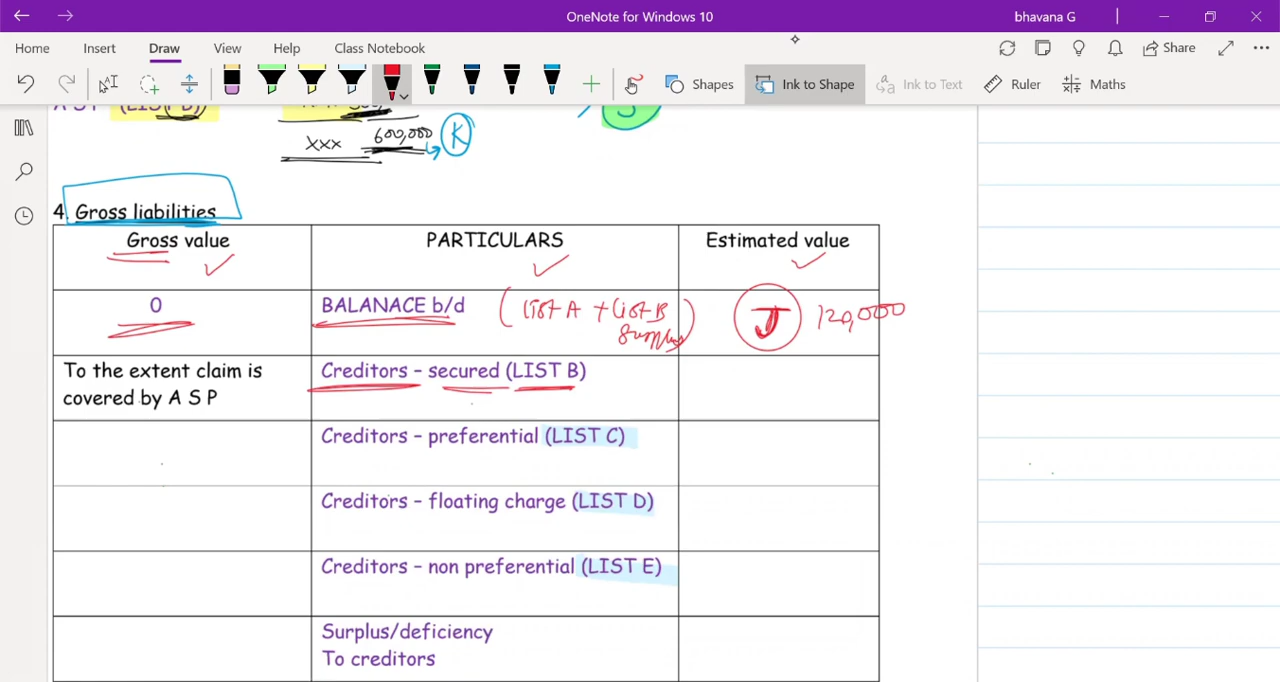 OneNote for Windows 10
bhavana G
Home Insert Draw View Help Class Notebook
Share
Shapes Ink to Shape Ink to Text Ruler Maths
A S P (LIST B)
XXX 600,000 K
4. Gross liabilities
Gross value PARTICULARS Estimated value
0 BALANACE b/d (List A + List B J 120,000
Surplus)
To the extent claim is Creditors – secured (LIST B)
covered by A S P
Creditors – preferential (LIST C)
Creditors – floating charge (LIST D)
Creditors – non preferential (LIST E)
Surplus/deficiency
To creditors